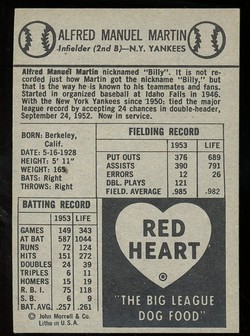 ALFRED MANUEL MARTIN
Infielder (2nd B)—N.Y. YANKEES
Alfred Manuel Martin nicknamed "Billy". It is not re-
corded just how Martin got the nickname "Billy," but
that is the way he is known to his teammates and fans.
Started in organized baseball at Idaho Falls in 1946.
With the New York Yankees since 1950; tied the major
league record by accepting 24 chances in double-header,
September 24, 1952. Now in service.
BORN: Berkeley,
Calif.
DATE: 5-16-1928
HEIGHT: 5' 11"
WEIGHT: 165
BATS: Right
THROWS: Right
FIELDING RECORD
1953 LIFE
PUT OUTS 376 689
ASSISTS 390 791
ERRORS 12 26
DBL. PLAYS 121
FIELD. AVERAGE .985 .982
BATTING RECORD
1953 LIFE
GAMES 149 343
AT BAT 587 1044
RUNS 72 124
HITS 151 272
DOUBLES 24 39
TRIPLES 6 11
HOMERS 15 19
R. B. I. 75 118
S. B. 6 9
BAT. AVG. .257 .261
© John Morrell & Co.
Litho in U.S.A.
RED
HEART
®
"THE BIG LEAGUE
DOG FOOD"